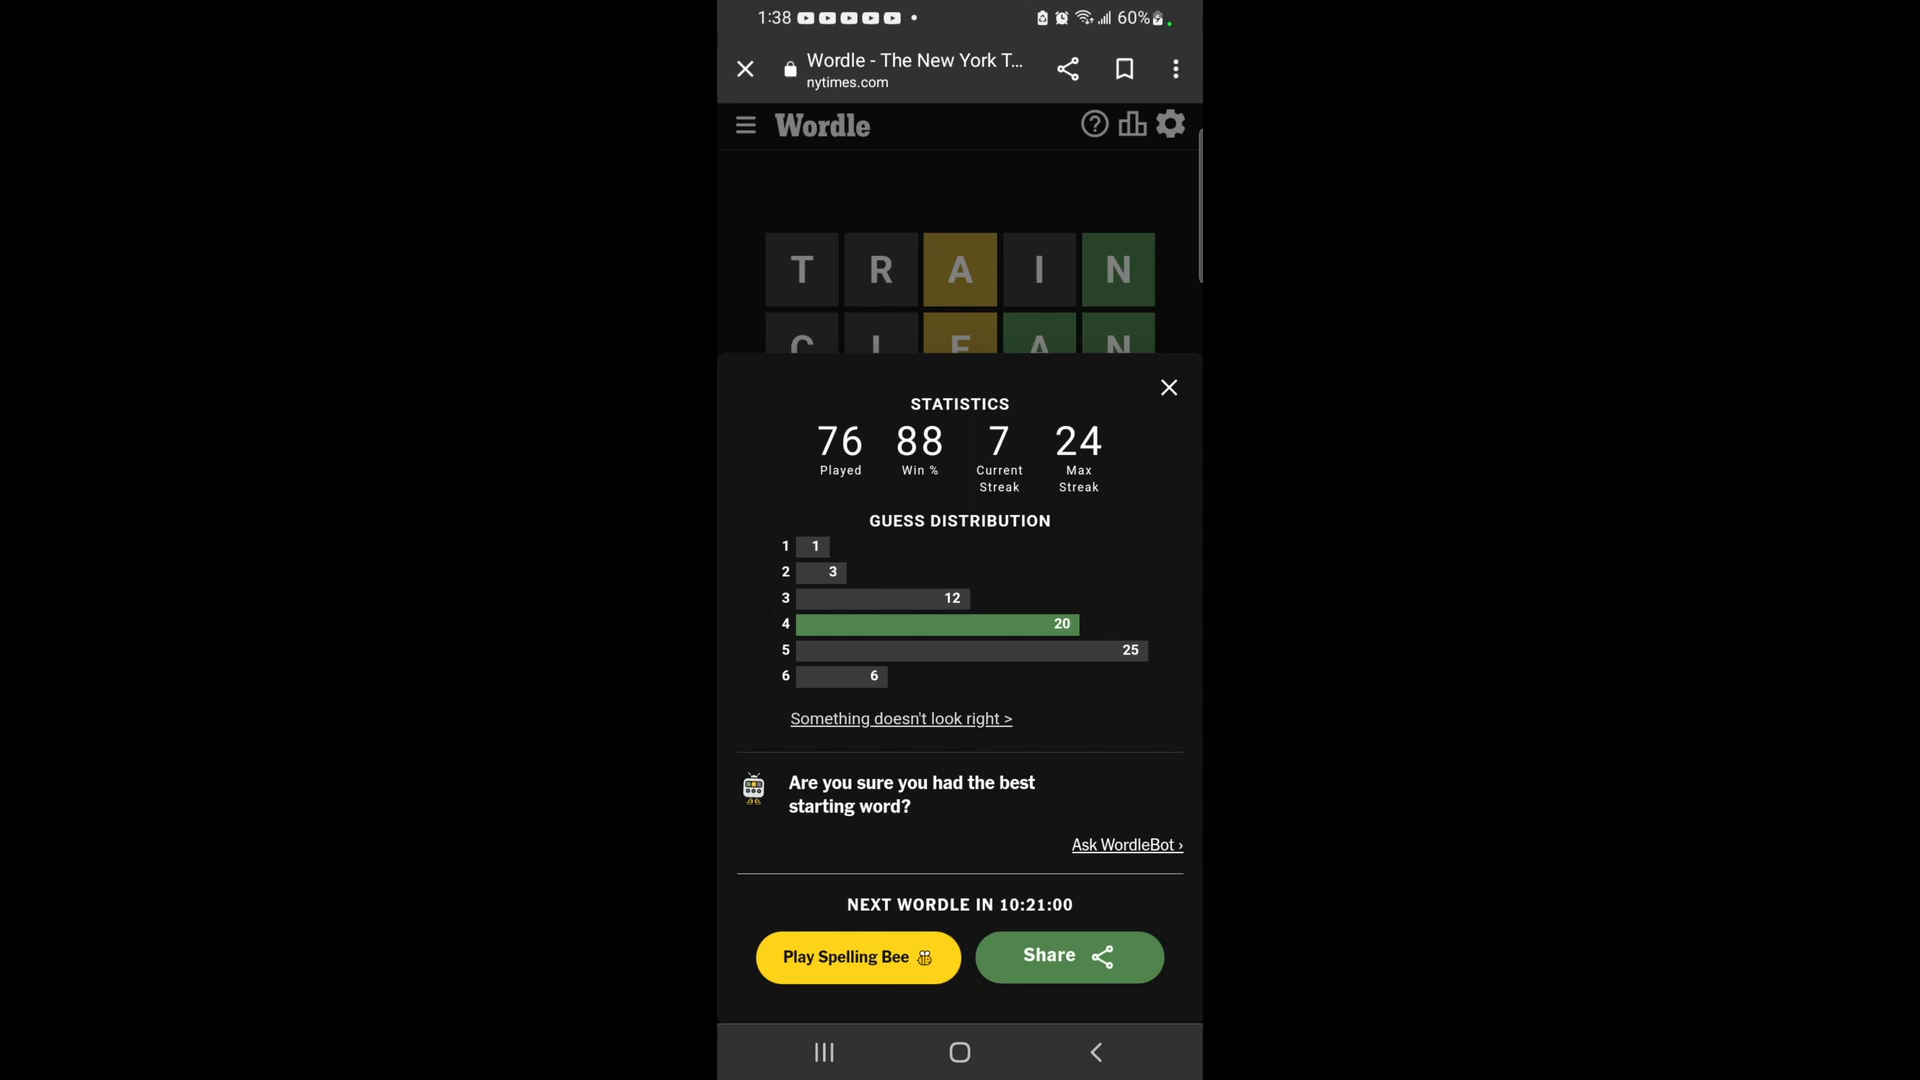 1:38
60%
Wordle - The New York T...
nytimes.com
Wordle
T R A I N
C L E A N
STATISTICS
76 88 7 24
Played Win % Current Streak Max Streak
GUESS DISTRIBUTION
1 1
2 3
3 12
4 20
5 25
6 6
Something doesn't look right >
Are you sure you had the best
starting word?
Ask WordleBot ›
NEXT WORDLE IN 10:21:00
Play Spelling Bee
Share